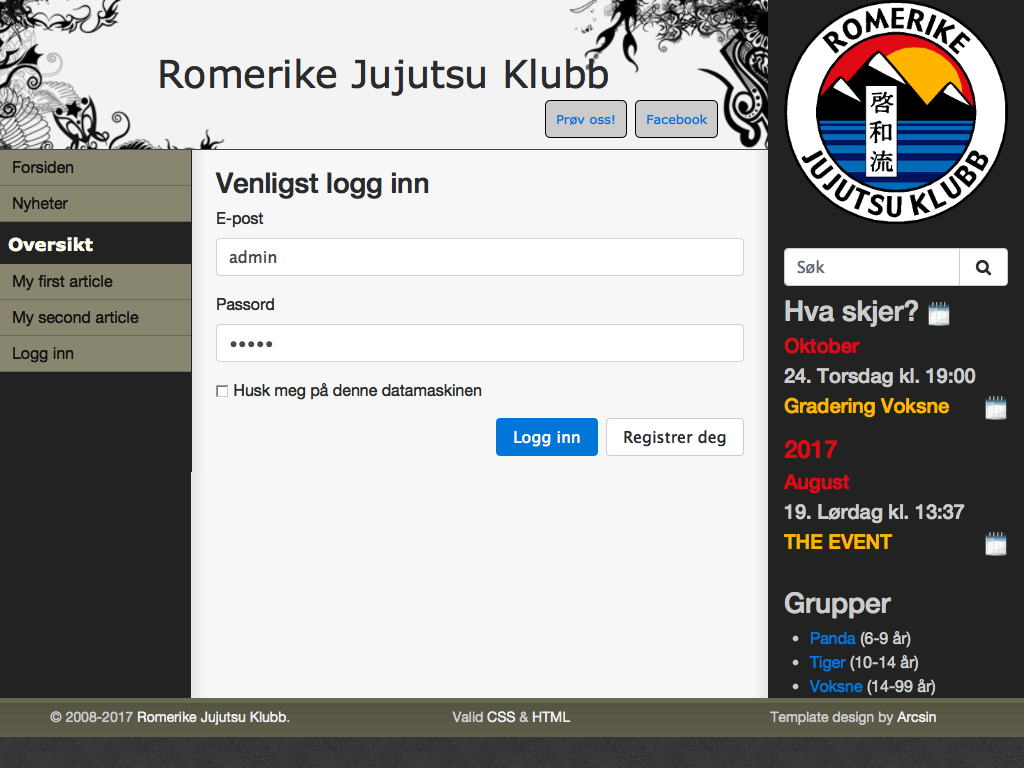 Romerike Jujutsu Klubb
Prøv oss!
Facebook
Forsiden
Nyheter
Oversikt
My first article
My second article
Logg inn
Venligst logg inn
E-post
admin
Passord
•••••
Husk meg på denne datamaskinen
Logg inn
Registrer deg
ROMERIKE
啓和流
JUJUTSU KLUBB
Søk
Hva skjer?
Oktober
24. Torsdag kl. 19:00
Gradering Voksne
2017
August
19. Lørdag kl. 13:37
THE EVENT
Grupper
• Panda (6-9 år)
• Tiger (10-14 år)
• Voksne (14-99 år)
© 2008-2017 Romerike Jujutsu Klubb.
Valid CSS & HTML
Template design by Arcsin